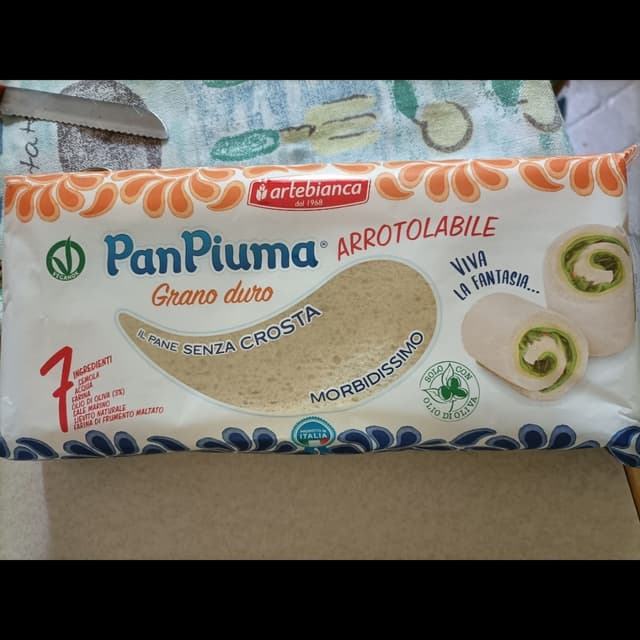 artebianca
dal 1968
PanPiuma®
ARROTOLABILE
Grano duro
VIVA
LA FANTASIA...
VEGANOK
IL PANE SENZA CROSTA
MORBIDISSIMO
7
INGREDIENTI
SEMOLA
ACQUA
FARINA
OLIO DI OLIVA (3%)
SALE MARINO
LIEVITO NATURALE
FARINA DI FRUMENTO MALTATO
SOLO CON
OLIO DI OLIVA
ITALIA